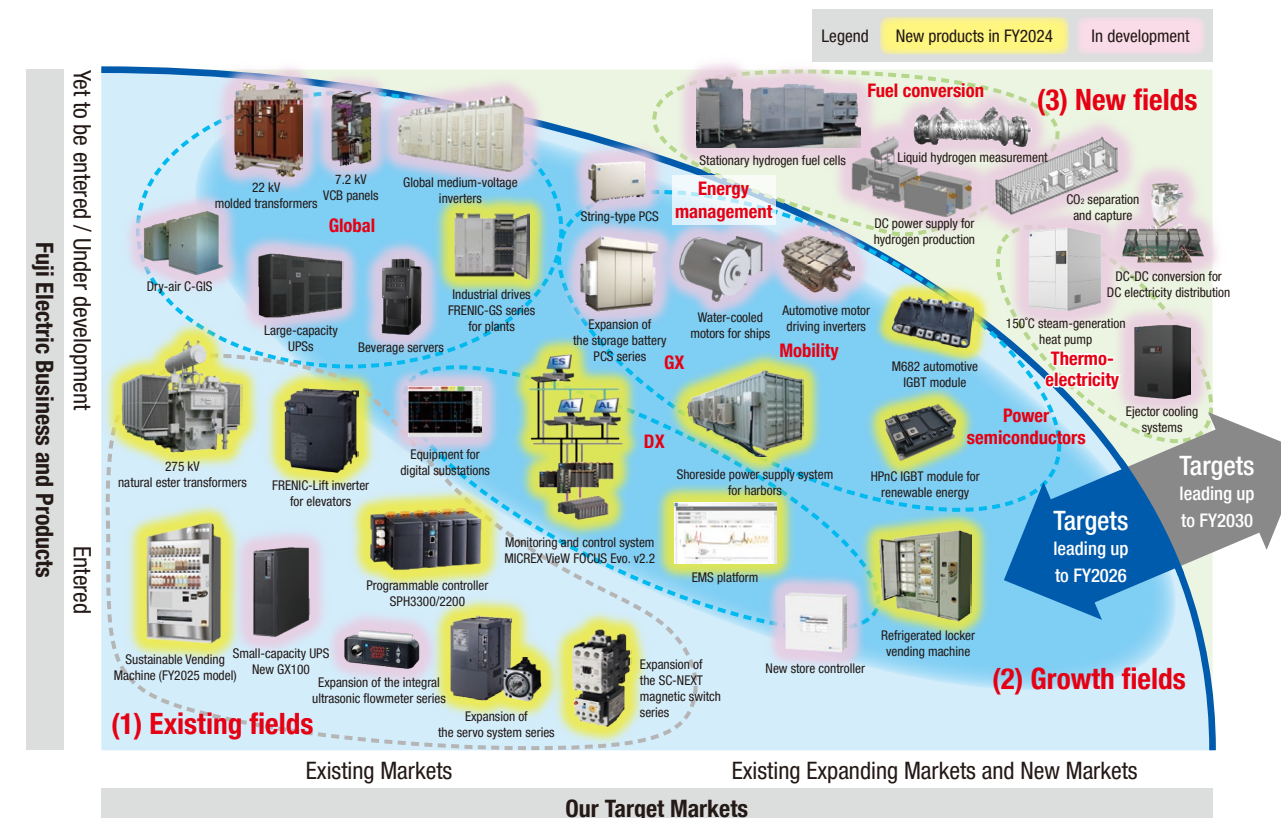 Legend
New products in FY2024
In development
Fuji Electric Business and Products
Yet to be entered / Under development
Entered
22 kV
molded transformers
7.2 kV
VCB panels
Global medium-voltage
inverters
Global
Dry-air C-GIS
Large-capacity
UPSs
Beverage servers
Industrial drives
FRENIC-GS series
for plants
String-type PCS
Energy
management
Expansion of
the storage battery
PCS series
GX
Water-cooled
motors for ships
Automotive motor
driving inverters
Mobility
M682 automotive
IGBT module
Power
semiconductors
HPnC IGBT module for
renewable energy
Fuel conversion
(3) New fields
Stationary hydrogen fuel cells
Liquid hydrogen measurement
DC power supply for
hydrogen production
CO₂ separation
and capture
DC-DC conversion for
DC electricity distribution
150˚C steam-generation
heat pump
Thermo-
electricity
Ejector cooling
systems
275 kV
natural ester transformers
FRENIC-Lift inverter
for elevators
Equipment for
digital substations
ES
AL
AL
DX
Monitoring and control system
MICREX VieW FOCUS Evo. v2.2
Shoreside power supply system
for harbors
EMS platform
New store controller
Refrigerated locker
vending machine
(2) Growth fields
Targets
leading up
to FY2026
Targets
leading up
to FY2030
Sustainable Vending
Machine (FY2025 model)
Small-capacity UPS
New GX100
Programmable controller
SPH3300/2200
Expansion of the integral
ultrasonic flowmeter series
Expansion of
the servo system series
Expansion of
the SC-NEXT
magnetic switch
series
(1) Existing fields
Existing Markets
Existing Expanding Markets and New Markets
Our Target Markets